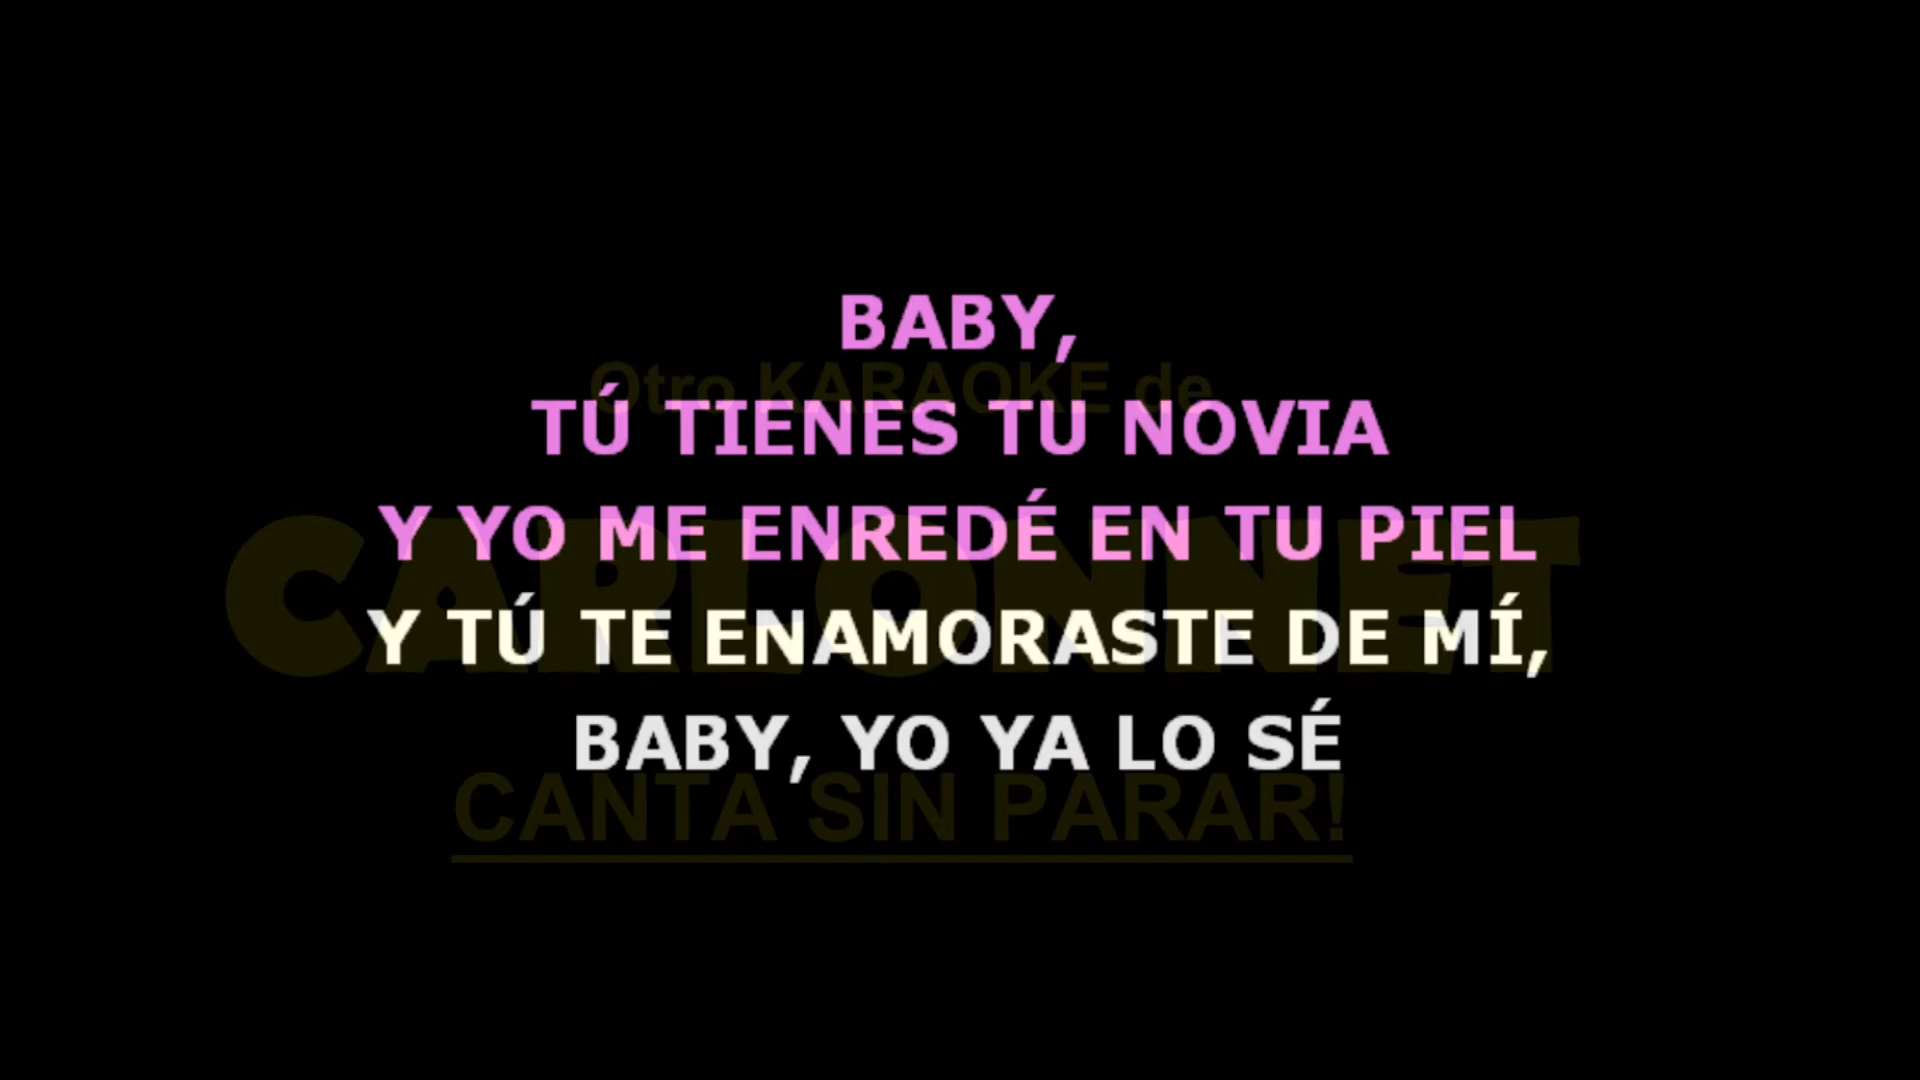 BABY,
Otro KARAOKE de
TÚ TIENES TU NOVIA
Y YO ME ENREDÉ EN TU PIEL
CARLONNET
Y TÚ TE ENAMORASTE DE MÍ,
BABY, YO YA LO SÉ
CANTA SIN PARAR!